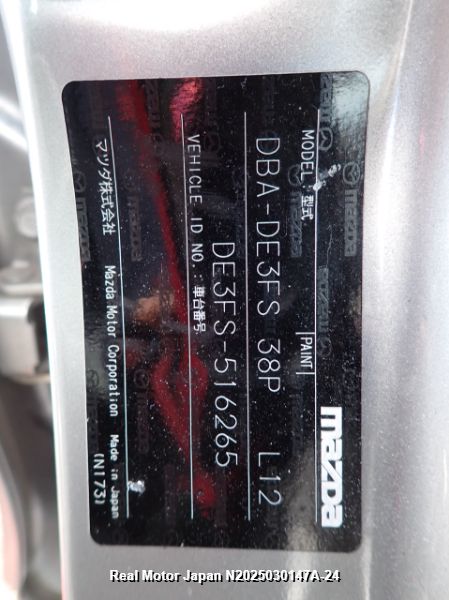 mazda
MODEL:型式 PAINT
DBA-DE3FS 38P L12
VEHICLE ID NO.:車台番号
DE3FS-516265
マツダ株式会社 Mazda Motor Corporation Made in Japan
(N173)
Real Motor Japan N2025030147A-24